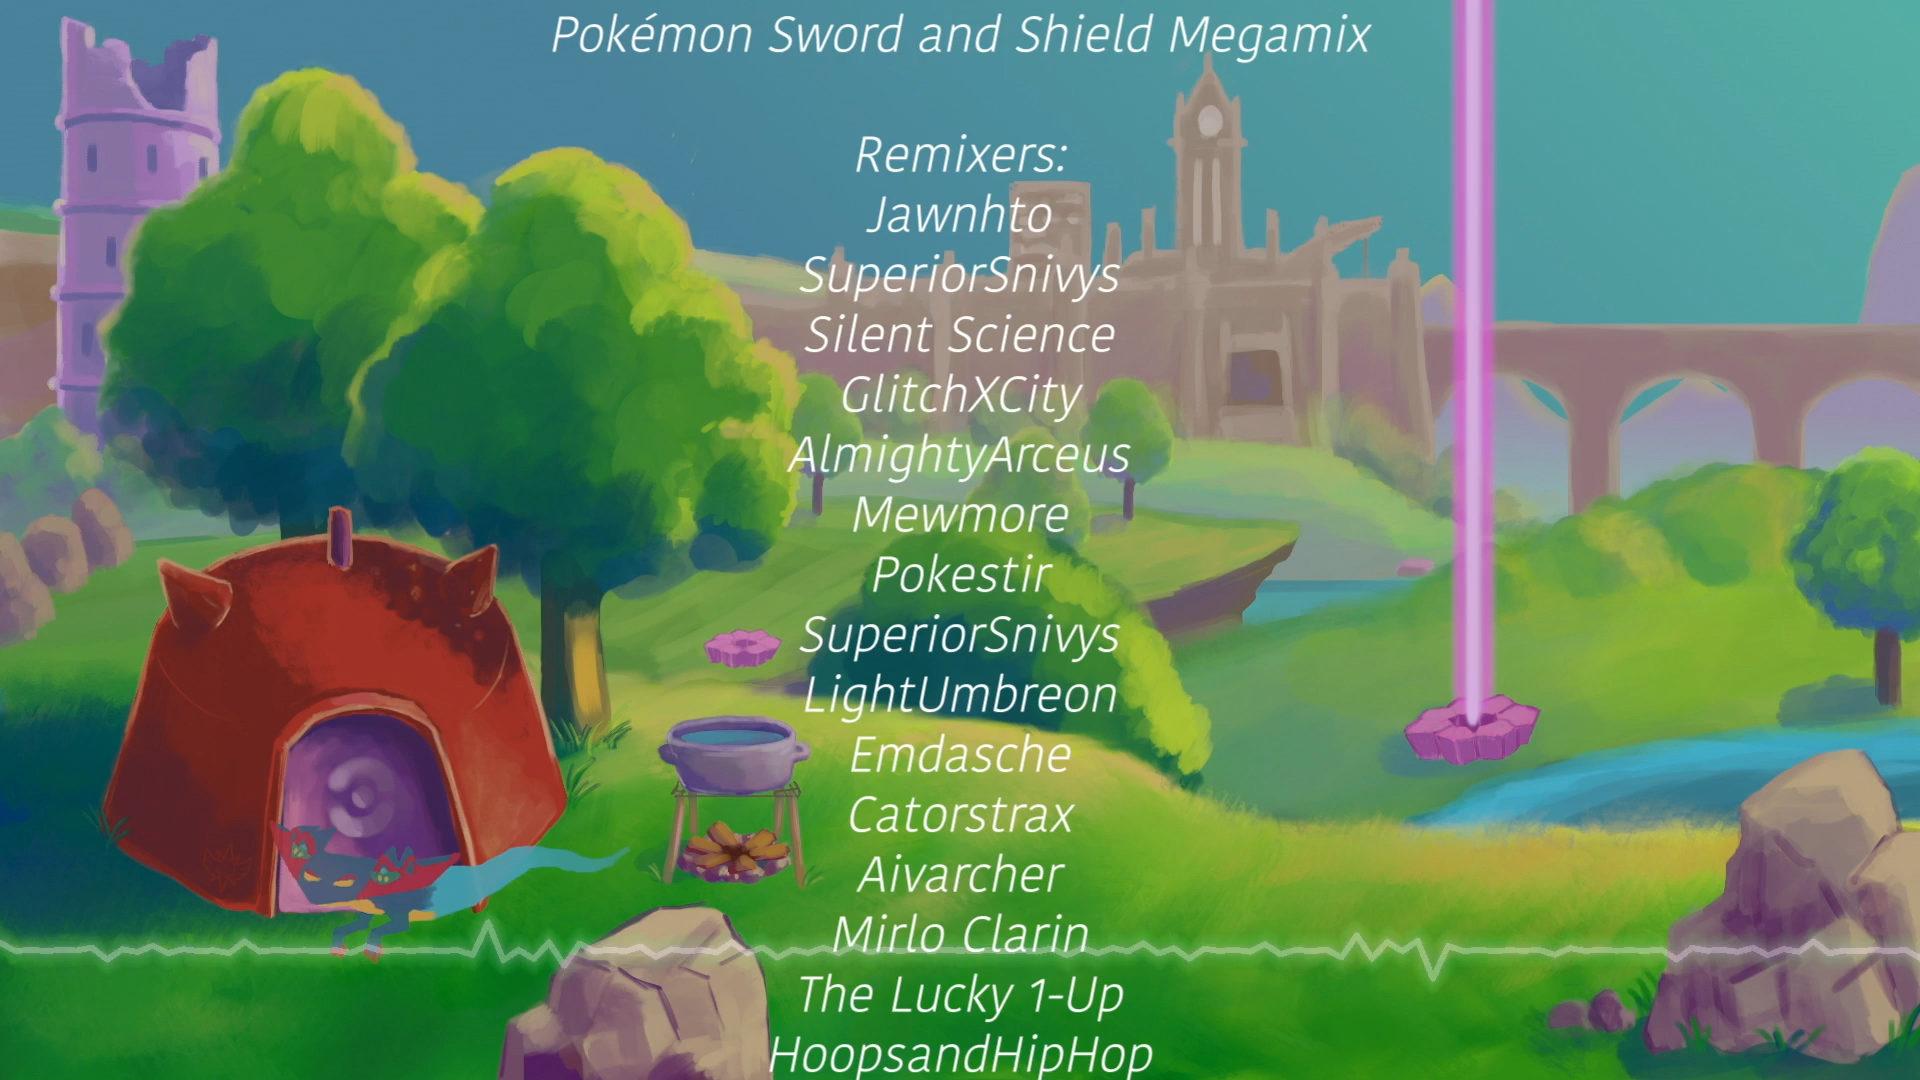 Pokémon Sword and Shield Megamix
Remixers:
Jawnhto
SuperiorSnivys
Silent Science
GlitchXCity
AlmightyArceus
Mewmore
Pokestir
SuperiorSnivys
LightUmbreon
Emdasche
Catorstrax
Aivarcher
Mirlo Clarin
The Lucky 1-Up
HoopsandHipHop